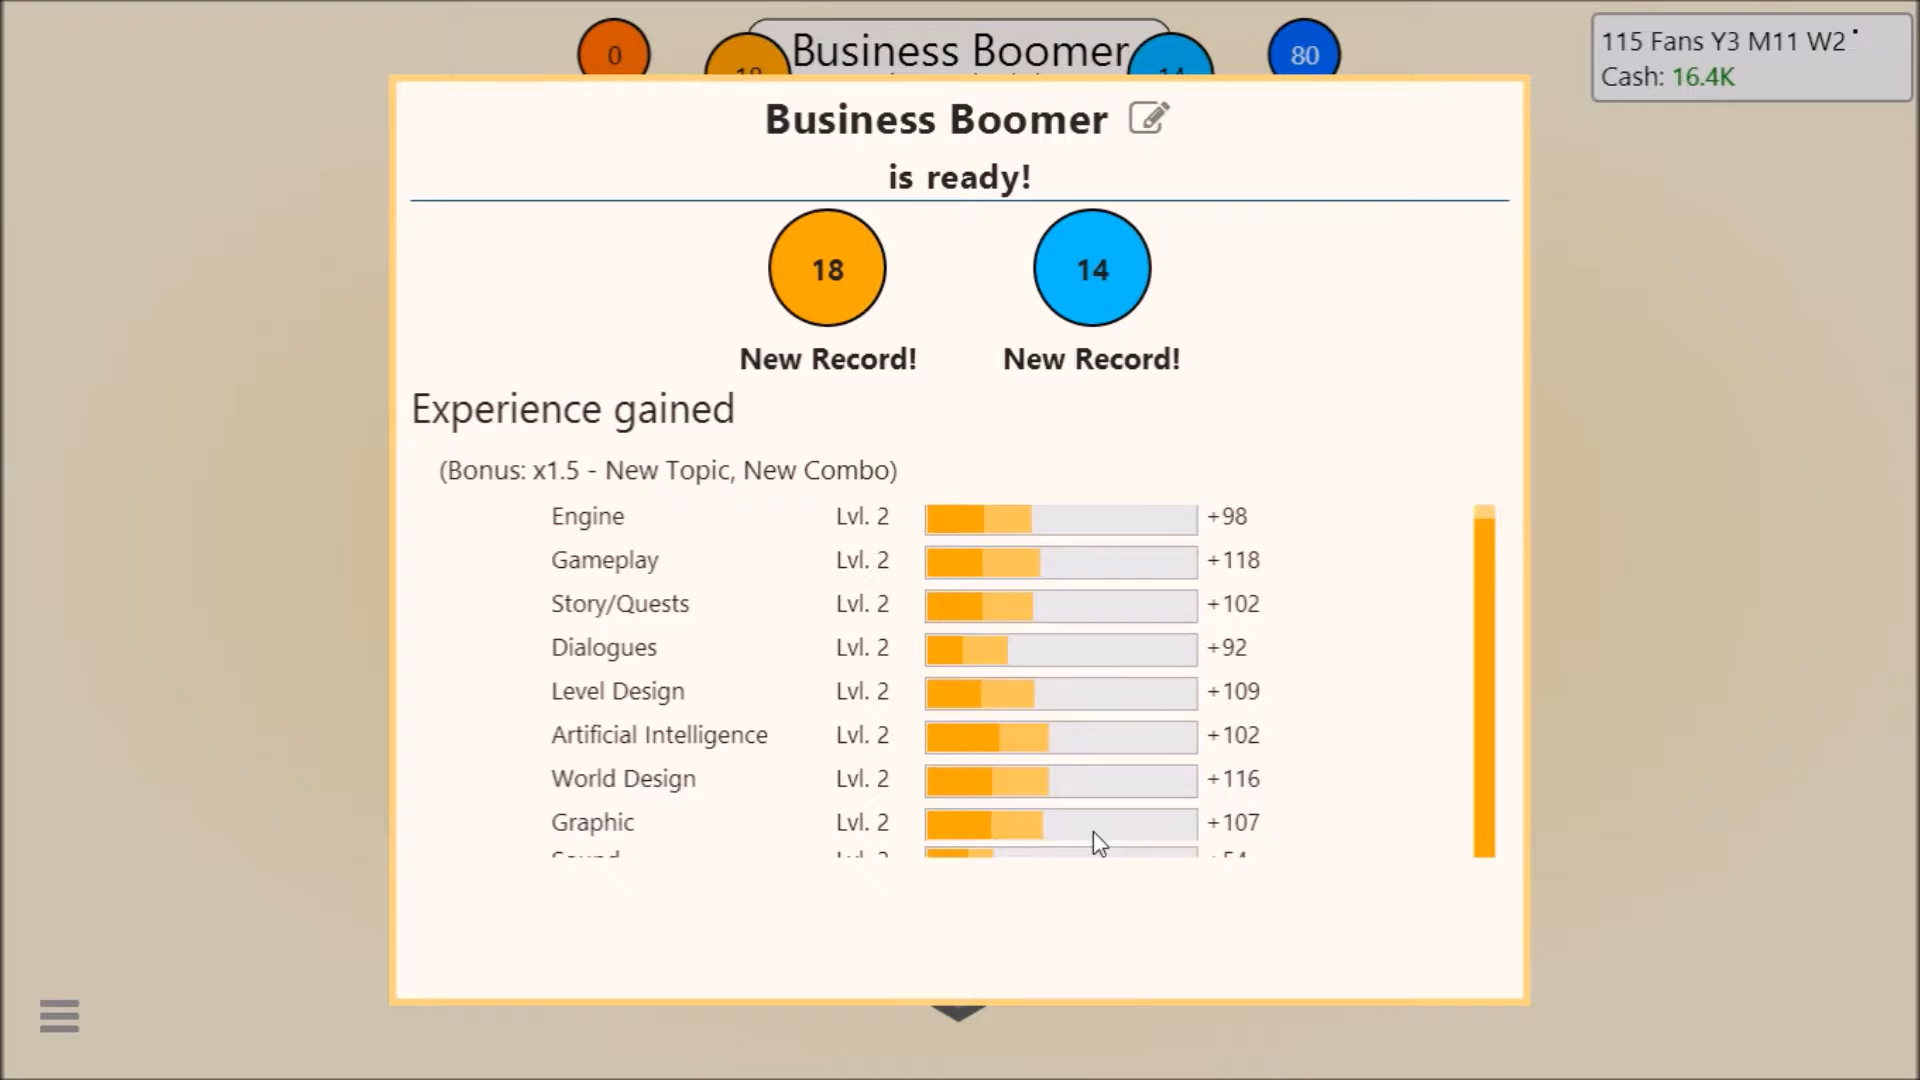 0
Business Boomer
80
115 Fans Y3 M11 W2
Cash: 16.4K
Business Boomer
is ready!
18
14
New Record!
New Record!
Experience gained
(Bonus: x1.5 - New Topic, New Combo)
Engine Lvl. 2 +98
Gameplay Lvl. 2 +118
Story/Quests Lvl. 2 +102
Dialogues Lvl. 2 +92
Level Design Lvl. 2 +109
Artificial Intelligence Lvl. 2 +102
World Design Lvl. 2 +116
Graphic Lvl. 2 +107